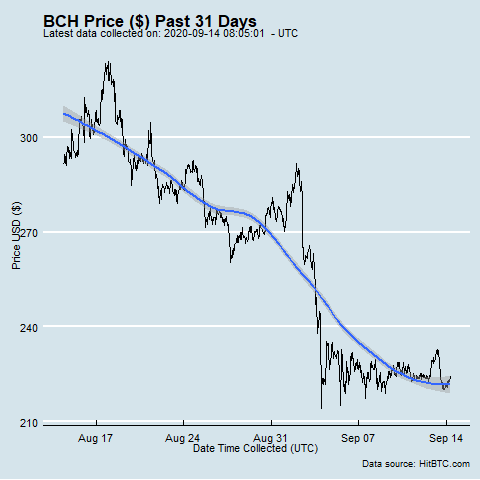 BCH Price ($) Past 31 Days
Latest data collected on: 2020-09-14 08:05:01 - UTC
Price USD ($)
300
270
240
210
Aug 17 Aug 24 Aug 31 Sep 07 Sep 14
Date Time Collected (UTC)
Data source: HitBTC.com